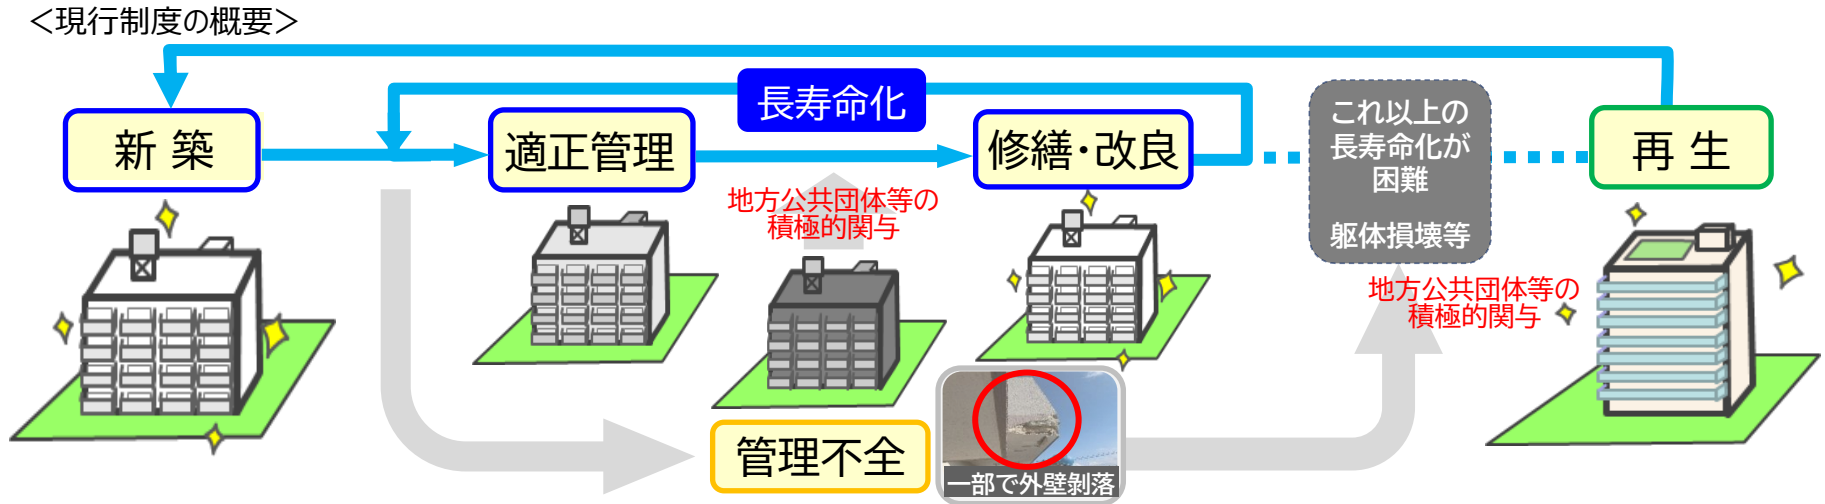 ＜現行制度の概要＞
長寿命化
新 築
適正管理
修繕・改良
これ以上の
長寿命化が
困難
躯体損壊等
再 生
地方公共団体等の
積極的関与
地方公共団体等の
積極的関与
管理不全
一部で外壁剝落